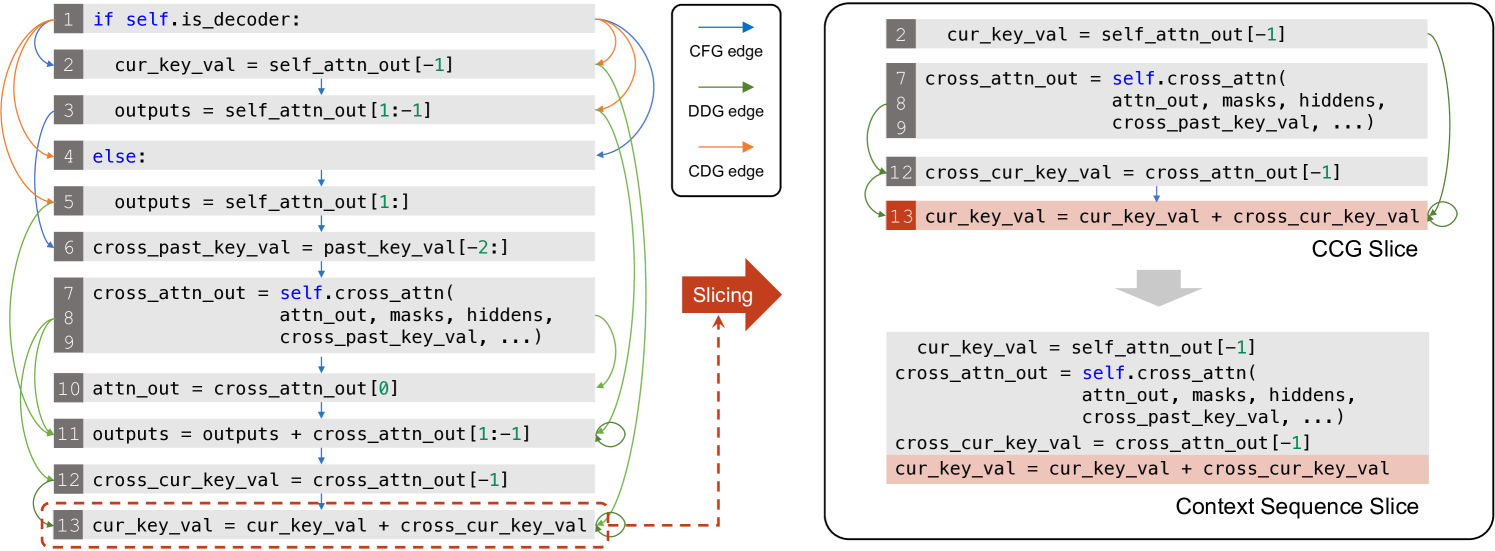 1 if self.is_decoder:
2 cur_key_val = self_attn_out[-1]
3 outputs = self_attn_out[1:-1]
4 else:
5 outputs = self_attn_out[1:]
6 cross_past_key_val = past_key_val[-2:]
7 cross_attn_out = self.cross_attn(
8 attn_out, masks, hiddens,
9 cross_past_key_val, ...)
10 attn_out = cross_attn_out[0]
11 outputs = outputs + cross_attn_out[1:-1]
12 cross_cur_key_val = cross_attn_out[-1]
13 cur_key_val = cur_key_val + cross_cur_key_val
CFG edge
DDG edge
CDG edge
Slicing
2 cur_key_val = self_attn_out[-1]
7 cross_attn_out = self.cross_attn(
8 attn_out, masks, hiddens,
9 cross_past_key_val, ...)
12 cross_cur_key_val = cross_attn_out[-1]
13 cur_key_val = cur_key_val + cross_cur_key_val
CCG Slice
cur_key_val = self_attn_out[-1]
cross_attn_out = self.cross_attn(
attn_out, masks, hiddens,
cross_past_key_val, ...)
cross_cur_key_val = cross_attn_out[-1]
cur_key_val = cur_key_val + cross_cur_key_val
Context Sequence Slice